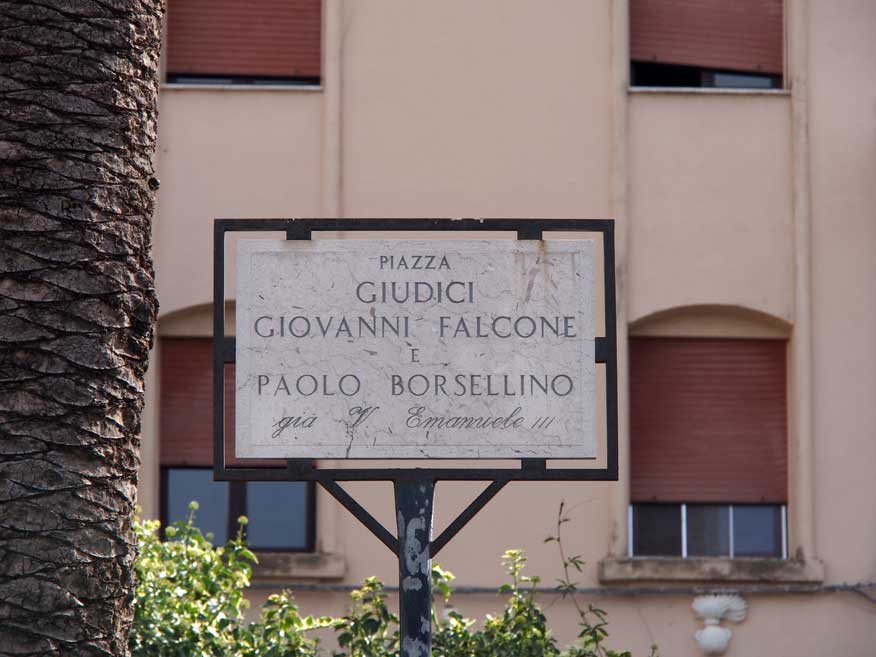 PIAZZA
GIUDICI
GIOVANNI FALCONE
E
PAOLO BORSELLINO
già V Emanuele III